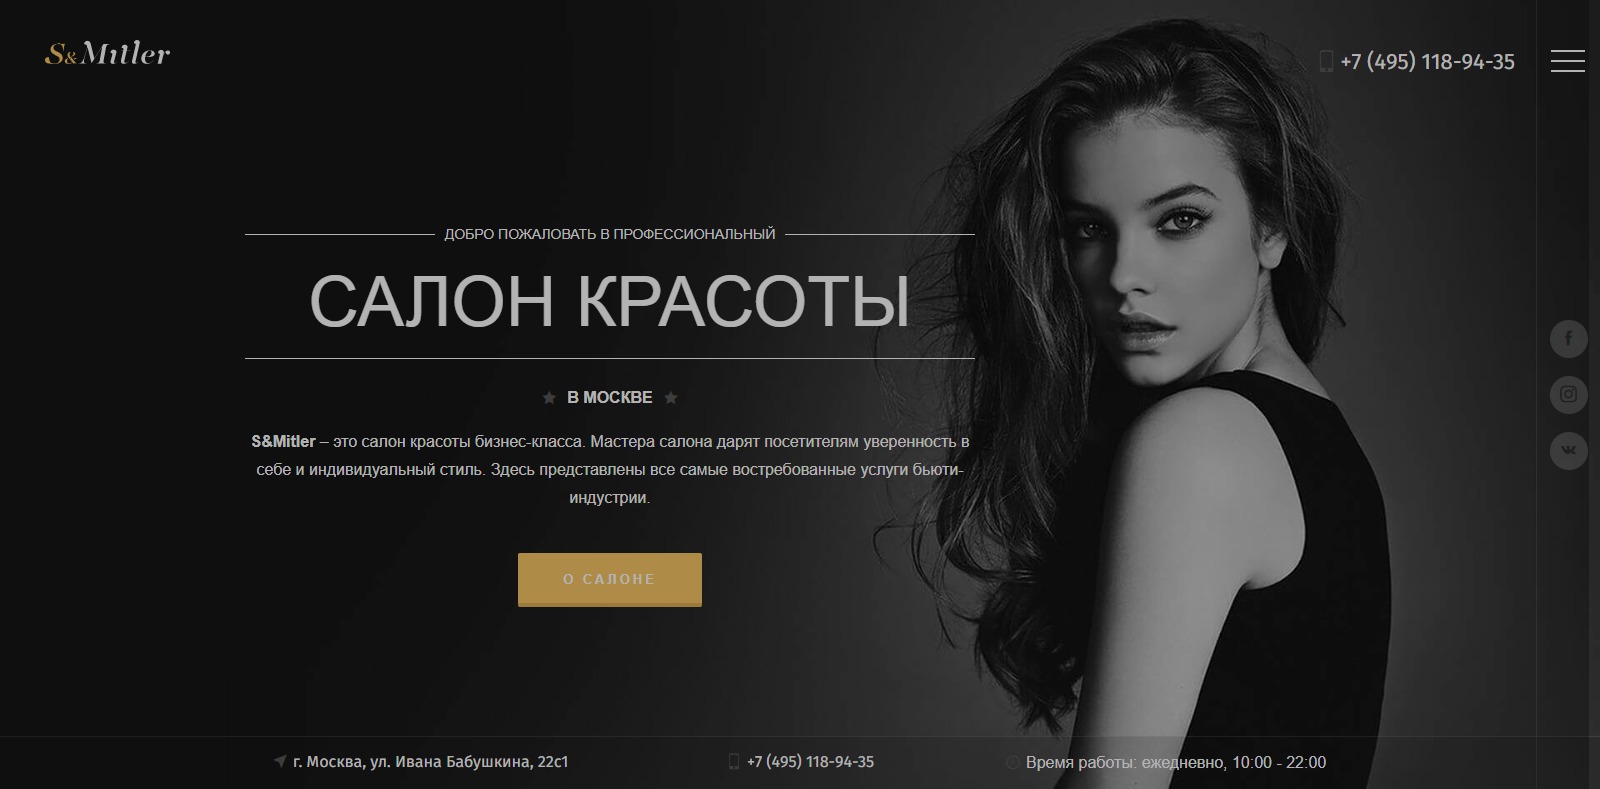 S&Mitler
+7 (495) 118-94-35
ДОБРО ПОЖАЛОВАТЬ В ПРОФЕССИОНАЛЬНЫЙ
САЛОН КРАСОТЫ
В МОСКВЕ
S&Mitler – это салон красоты бизнес-класса. Мастера салона дарят посетителям уверенность в
себе и индивидуальный стиль. Здесь представлены все самые востребованные услуги бьюти-
индустрии.
О САЛОНЕ
г. Москва, ул. Ивана Бабушкина, 22с1
+7 (495) 118-94-35
Время работы: ежедневно, 10:00 - 22:00